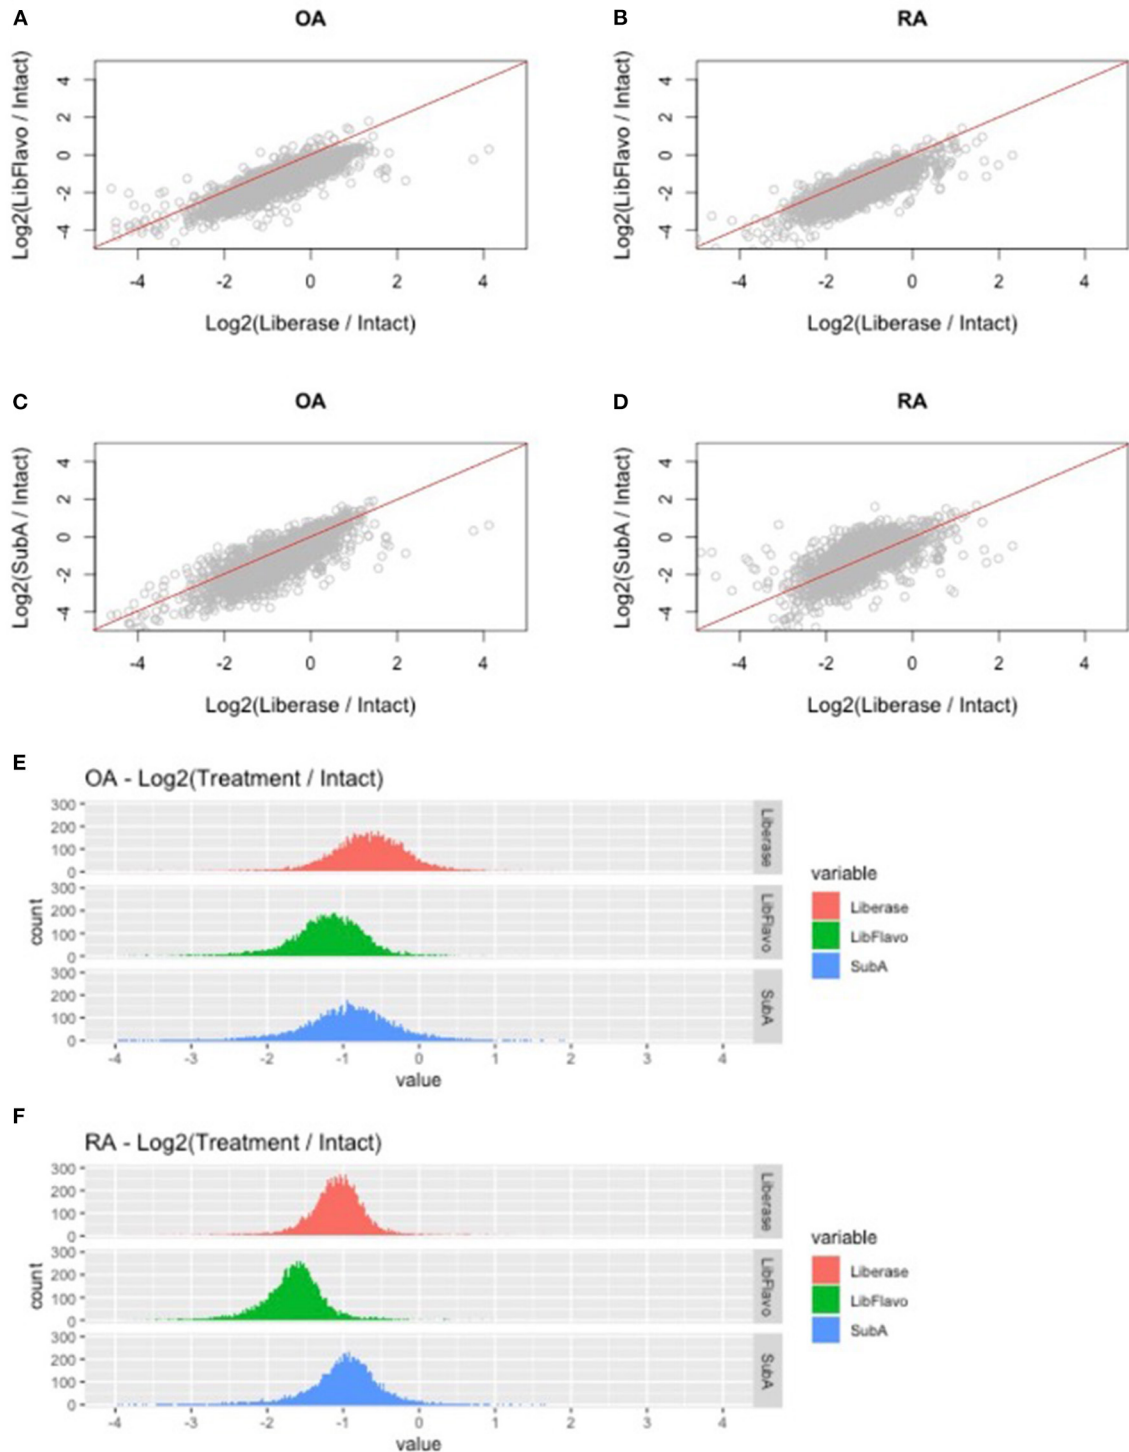 A
OA
Log2(LibFlavo / Intact)
4
2
0
-2
-4
-4 -2 0 2 4
Log2(Liberase / Intact)
B
RA
Log2(LibFlavo / Intact)
4
2
0
-2
-4
-4 -2 0 2 4
Log2(Liberase / Intact)
C
OA
Log2(SubA / Intact)
4
2
0
-2
-4
-4 -2 0 2 4
Log2(Liberase / Intact)
D
RA
Log2(SubA / Intact)
4
2
0
-2
-4
-4 -2 0 2 4
Log2(Liberase / Intact)
E
OA - Log2(Treatment / Intact)
count
300
200
100
0
Liberase
300
200
100
0
LibFlavo
300
200
100
0
SubA
-4 -3 -2 -1 0 1 2 3 4
value
variable
Liberase
LibFlavo
SubA
F
RA - Log2(Treatment / Intact)
count
300
200
100
0
Liberase
300
200
100
0
LibFlavo
300
200
100
0
SubA
-4 -3 -2 -1 0 1 2 3 4
value
variable
Liberase
LibFlavo
SubA